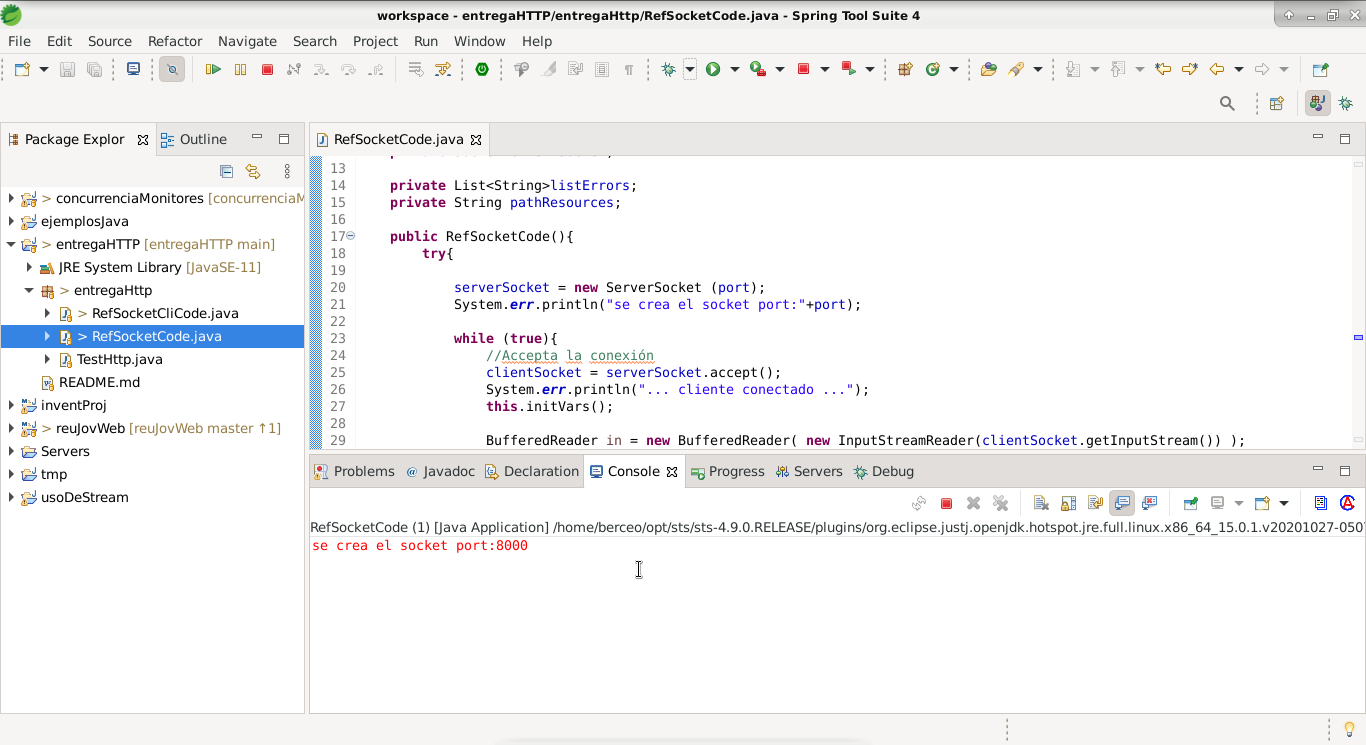 workspace - entregaHTTP/entregaHttp/RefSocketCode.java - Spring Tool Suite 4
File Edit Source Refactor Navigate Search Project Run Window Help
Package Explor Outline
> concurrenciaMonitores [concurrenciaM
ejemplosJava
> entregaHTTP [entregaHTTP main]
JRE System Library [JavaSE-11]
entregaHttp
> RefSocketCliCode.java
> RefSocketCode.java
TestHttp.java
README.md
inventProj
> reuJovWeb [reuJovWeb master ↑1]
Servers
tmp
usoDeStream
RefSocketCode.java
13
14 private List<String>listErrors;
15 private String pathResources;
16
17 public RefSocketCode(){
18 try{
19
20 serverSocket = new ServerSocket (port);
21 System.err.println("se crea el socket port:"+port);
22
23 while (true){
24 //Accepta la conexión
25 clientSocket = serverSocket.accept();
26 System.err.println("... cliente conectado ...");
27 this.initVars();
28
29 BufferedReader in = new BufferedReader( new InputStreamReader(clientSocket.getInputStream()) );
Problems Javadoc Declaration Console Progress Servers Debug
RefSocketCode (1) [Java Application] /home/berceo/opt/sts/sts-4.9.0.RELEASE/plugins/org.eclipse.justj.openjdk.hotspot.jre.full.linux.x86_64_15.0.1.v20201027-050
se crea el socket port:8000